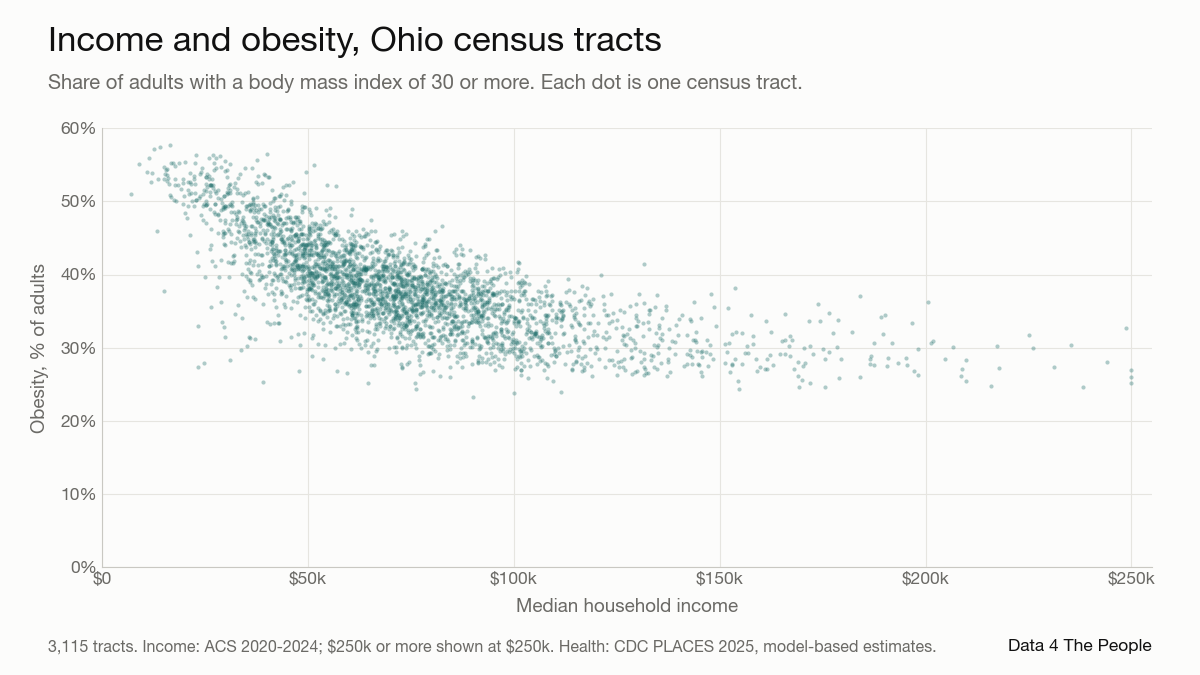 Income and obesity, Ohio census tracts
Share of adults with a body mass index of 30 or more. Each dot is one census tract.
Obesity, % of adults
60%
50%
40%
30%
20%
10%
0%
$0
$50k
$100k
$150k
$200k
$250k
Median household income
3,115 tracts. Income: ACS 2020-2024; $250k or more shown at $250k. Health: CDC PLACES 2025, model-based estimates.
Data 4 The People